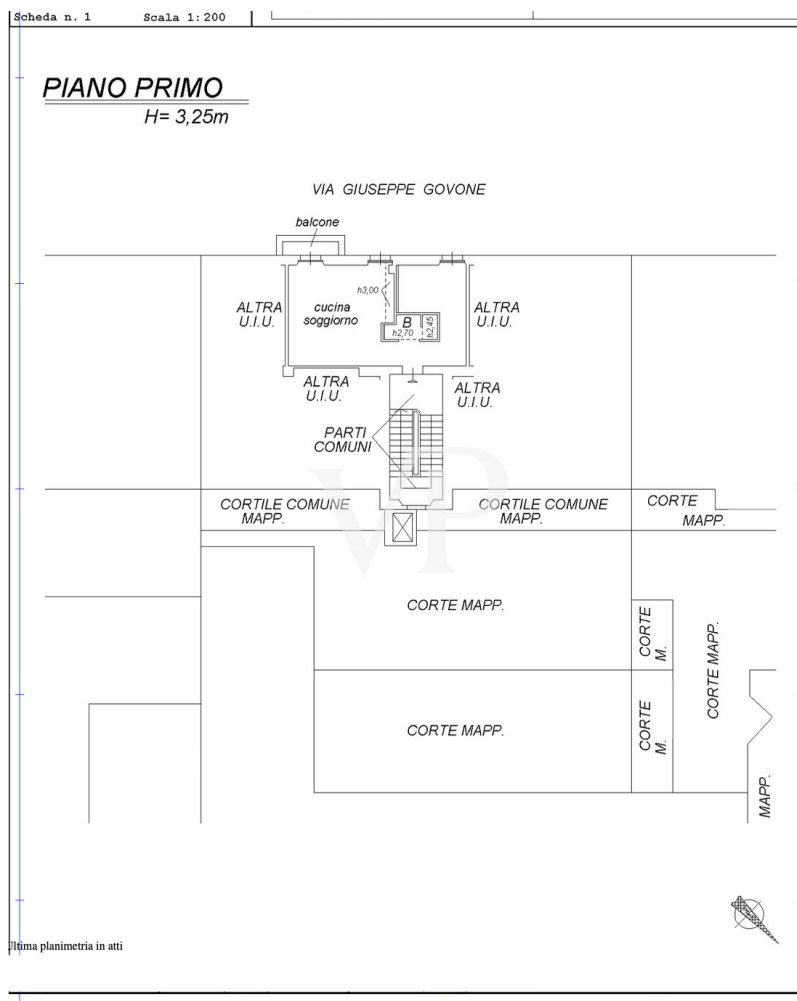 Scheda n. 1 Scala 1:200
PIANO PRIMO
H= 3,25m
VIA GIUSEPPE GOVONE
balcone
h3,00
ALTRA
U.I.U.
cucina
soggiorno
B
h2,70
h2,45
ALTRA
U.I.U.
ALTRA
U.I.U.
ALTRA
U.I.U.
PARTI
COMUNI
VP
CORTILE COMUNE
MAPP.
CORTILE COMUNE
MAPP.
CORTE
MAPP.
CORTE MAPP.
CORTE
M.
CORTE MAPP.
CORTE MAPP.
CORTE
M.
MAPP.
Ultima planimetria in atti